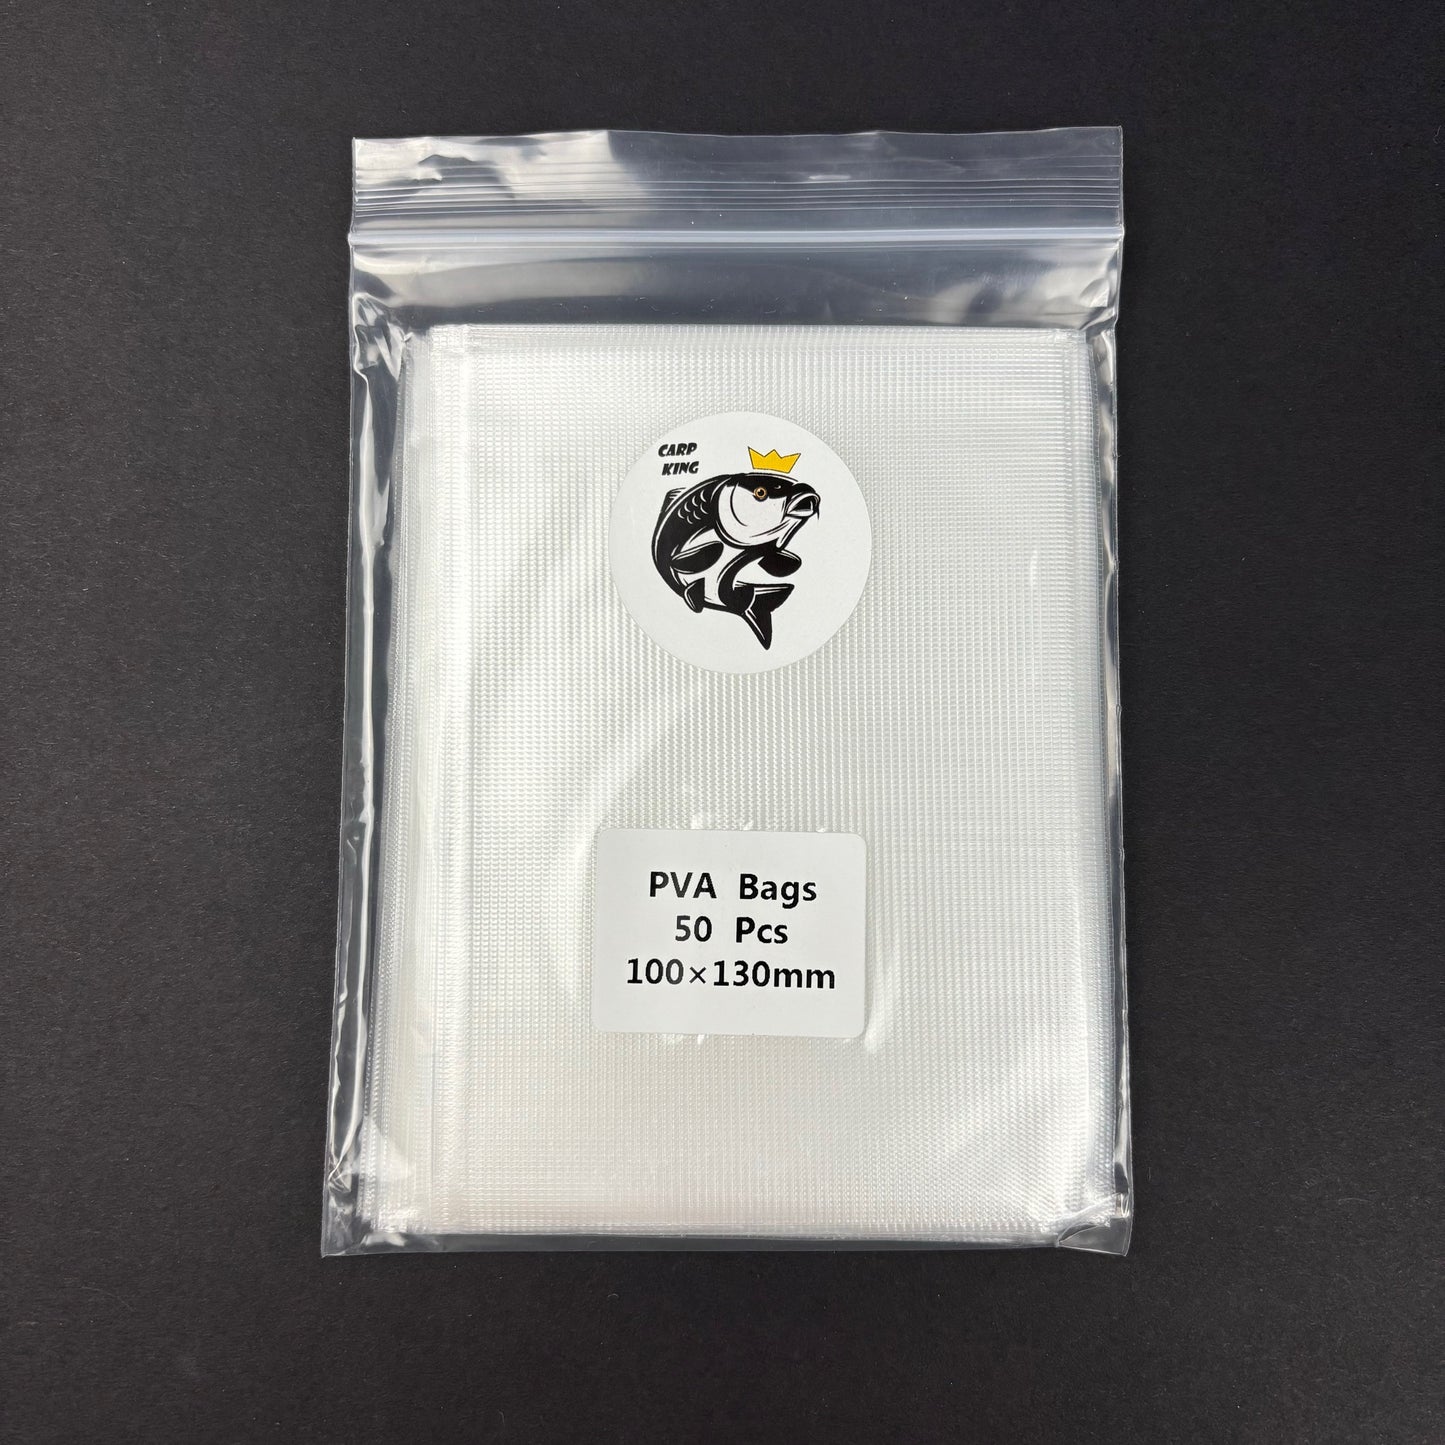 CARP
KING
PVA Bags
50 Pcs
100×130mm